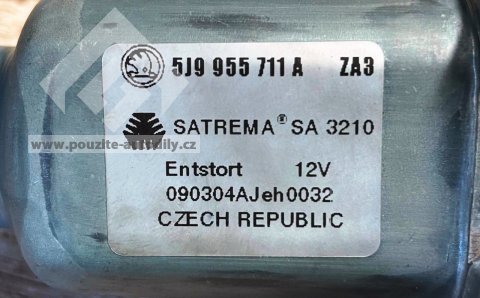 5J9 955 711 A ZA3
SATREMA® SA 3210
www.pouzite-autodily.cz
Entstort 12V
090304AJeh0032
CZECH REPUBLIC